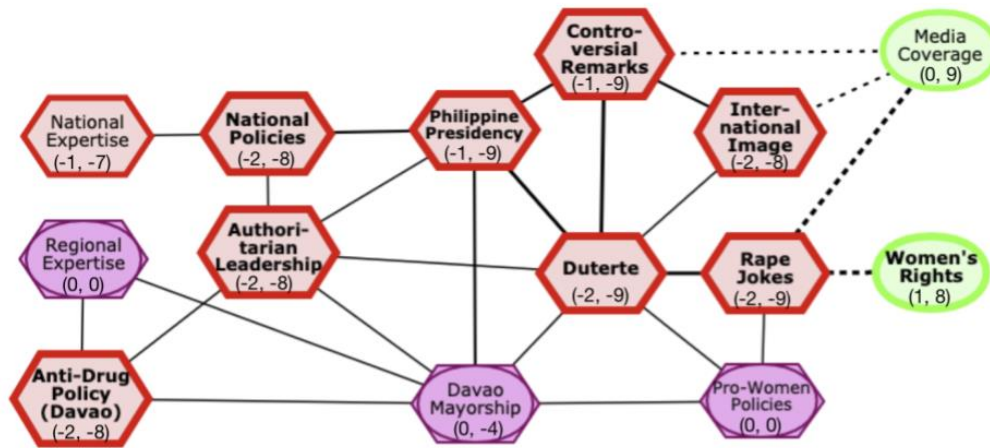 Contro-
versial
Remarks
(-1, -9)
Media
Coverage
(0, 9)
National
Expertise
(-1, -7)
National
Policies
(-2, -8)
Philippine
Presidency
(-1, -9)
Inter-
national
Image
(-2, -8)
Regional
Expertise
(0, 0)
Authori-
tarian
Leadership
(-2, -8)
Duterte
(-2, -9)
Rape
Jokes
(-2, -9)
Women's
Rights
(1, 8)
Anti-Drug
Policy
(Davao)
(-2, -8)
Davao
Mayorship
(0, -4)
Pro-Women
Policies
(0, 0)